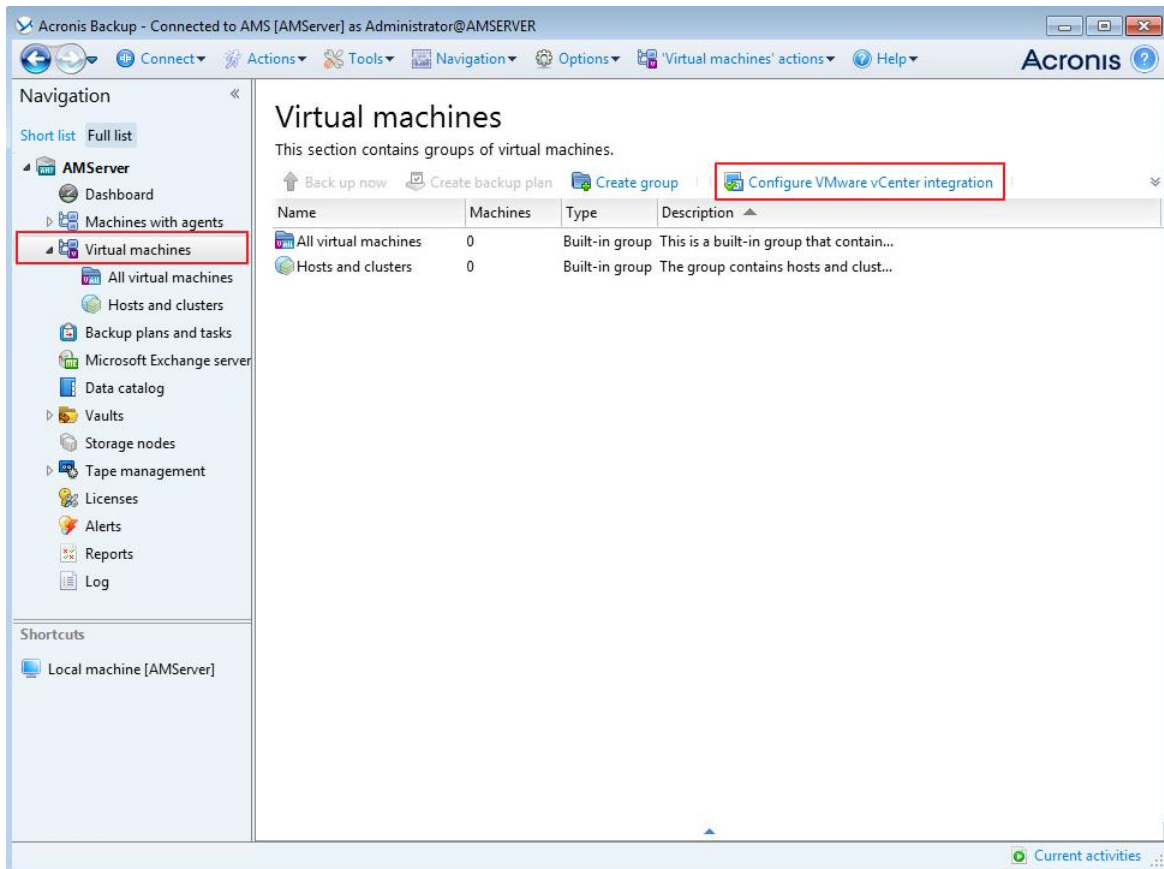 Acronis Backup - Connected to AMS [AMServer] as Administrator@AMSERVER
Connect Actions Tools Navigation Options 'Virtual machines' actions Help Acronis ?
Navigation
Short list Full list
AMServer
Dashboard
Machines with agents
Virtual machines
All virtual machines
Hosts and clusters
Backup plans and tasks
Microsoft Exchange server
Data catalog
Vaults
Storage nodes
Tape management
Licenses
Alerts
Reports
Log
Shortcuts
Local machine [AMServer]
Virtual machines
This section contains groups of virtual machines.
Back up now Create backup plan Create group Configure VMware vCenter integration
Name Machines Type Description
All virtual machines 0 Built-in group This is a built-in group that contain...
Hosts and clusters 0 Built-in group The group contains hosts and clust...
Current activities